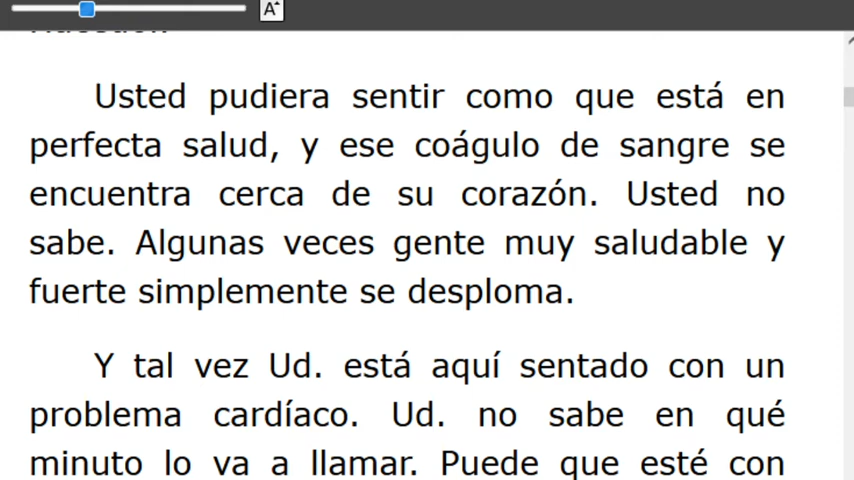 A
Usted pudiera sentir como que está en
perfecta salud, y ese coágulo de sangre se
encuentra cerca de su corazón. Usted no
sabe. Algunas veces gente muy saludable y
fuerte simplemente se desploma.
Y tal vez Ud. está aquí sentado con un
problema cardíaco. Ud. no sabe en qué
minuto lo va a llamar. Puede que esté con